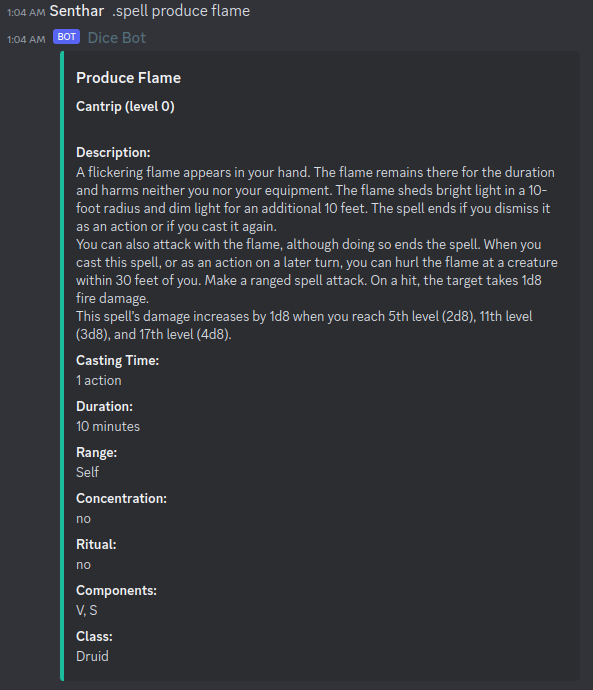 1:04 AM Senthar .spell produce flame
1:04 AM BOT Dice Bot
Produce Flame
Cantrip (level 0)
Description:
A flickering flame appears in your hand. The flame remains there for the duration
and harms neither you nor your equipment. The flame sheds bright light in a 10-
foot radius and dim light for an additional 10 feet. The spell ends if you dismiss it
as an action or if you cast it again.
You can also attack with the flame, although doing so ends the spell. When you
cast this spell, or as an action on a later turn, you can hurl the flame at a creature
within 30 feet of you. Make a ranged spell attack. On a hit, the target takes 1d8
fire damage.
This spell's damage increases by 1d8 when you reach 5th level (2d8), 11th level
(3d8), and 17th level (4d8).
Casting Time:
1 action
Duration:
10 minutes
Range:
Self
Concentration:
no
Ritual:
no
Components:
V, S
Class:
Druid